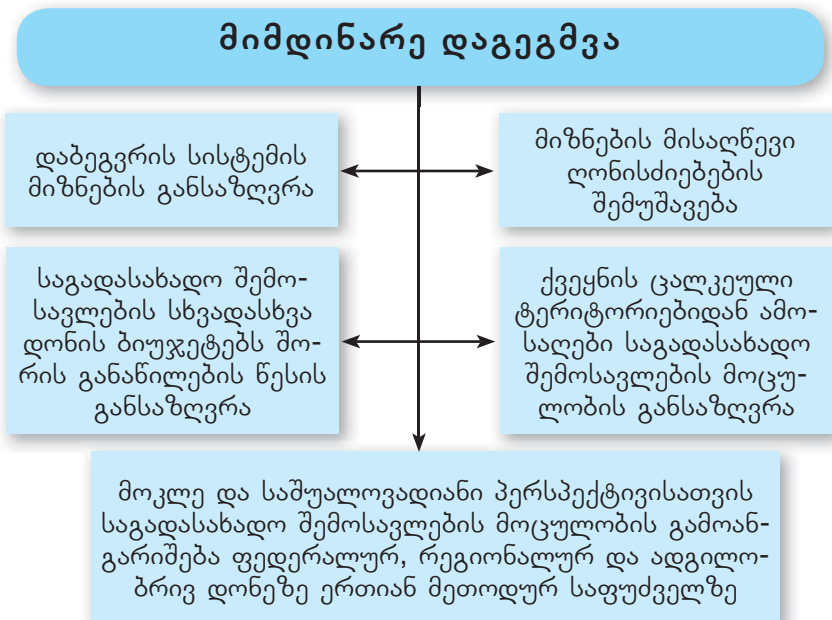 მიმდინარე დაგეგმვა
დაბეგვრის სისტემის
მიზნების განსაზღვრა
მიზნების მისაღწევი
ღონისძიებების
შემუშავება
საგადასახადო შემო-
სავლების სხვადასხვა
დონის ბიუჯეტებს შო-
რის განაწილების წესის
განსაზღვრა
ქვეყნის ცალკეული
ტერიტორიებიდან ამო-
საღები საგადასახადო
შემოსავლების მოცუ-
ლობის განსაზღვრა
მოკლე და საშუალოვადიანი პერსპექტივისათვის
საგადასახადო შემოსავლების მოცულობის გამოან-
გარიშება ფედერალურ, რეგიონალურ და ადგილო-
ბრივ დონეზე ერთიან მეთოდურ საფუძველზე